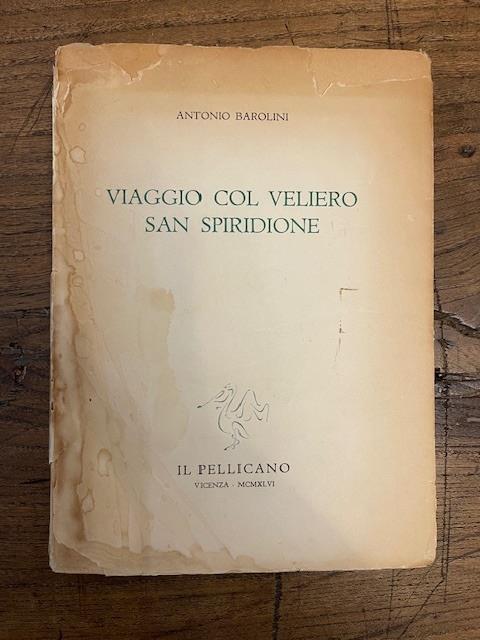 ANTONIO BAROLINI
VIAGGIO COL VELIERO
SAN SPIRIDIONE
IL PELLICANO
VICENZA - MCMXLVI